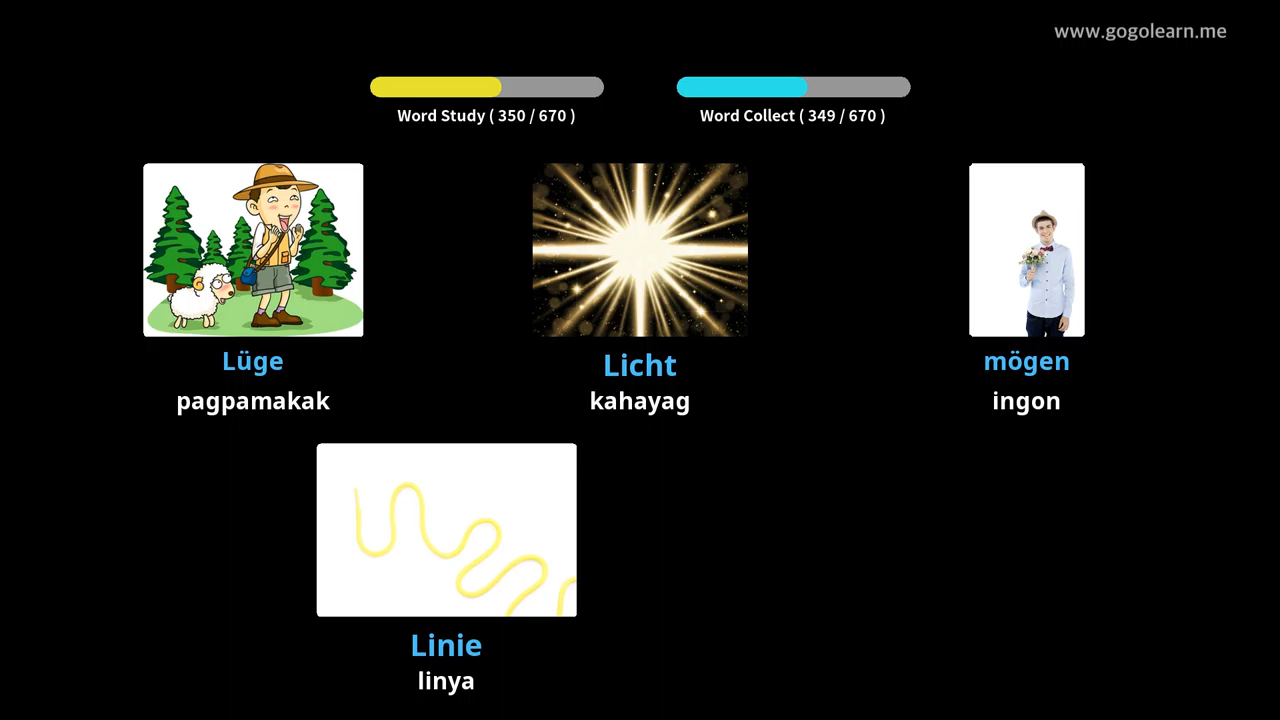 www.gogolearn.me
Word Study ( 350 / 670 )
Word Collect ( 349 / 670 )
Lüge
pagpamakak
Licht
kahayag
mögen
ingon
Linie
linya